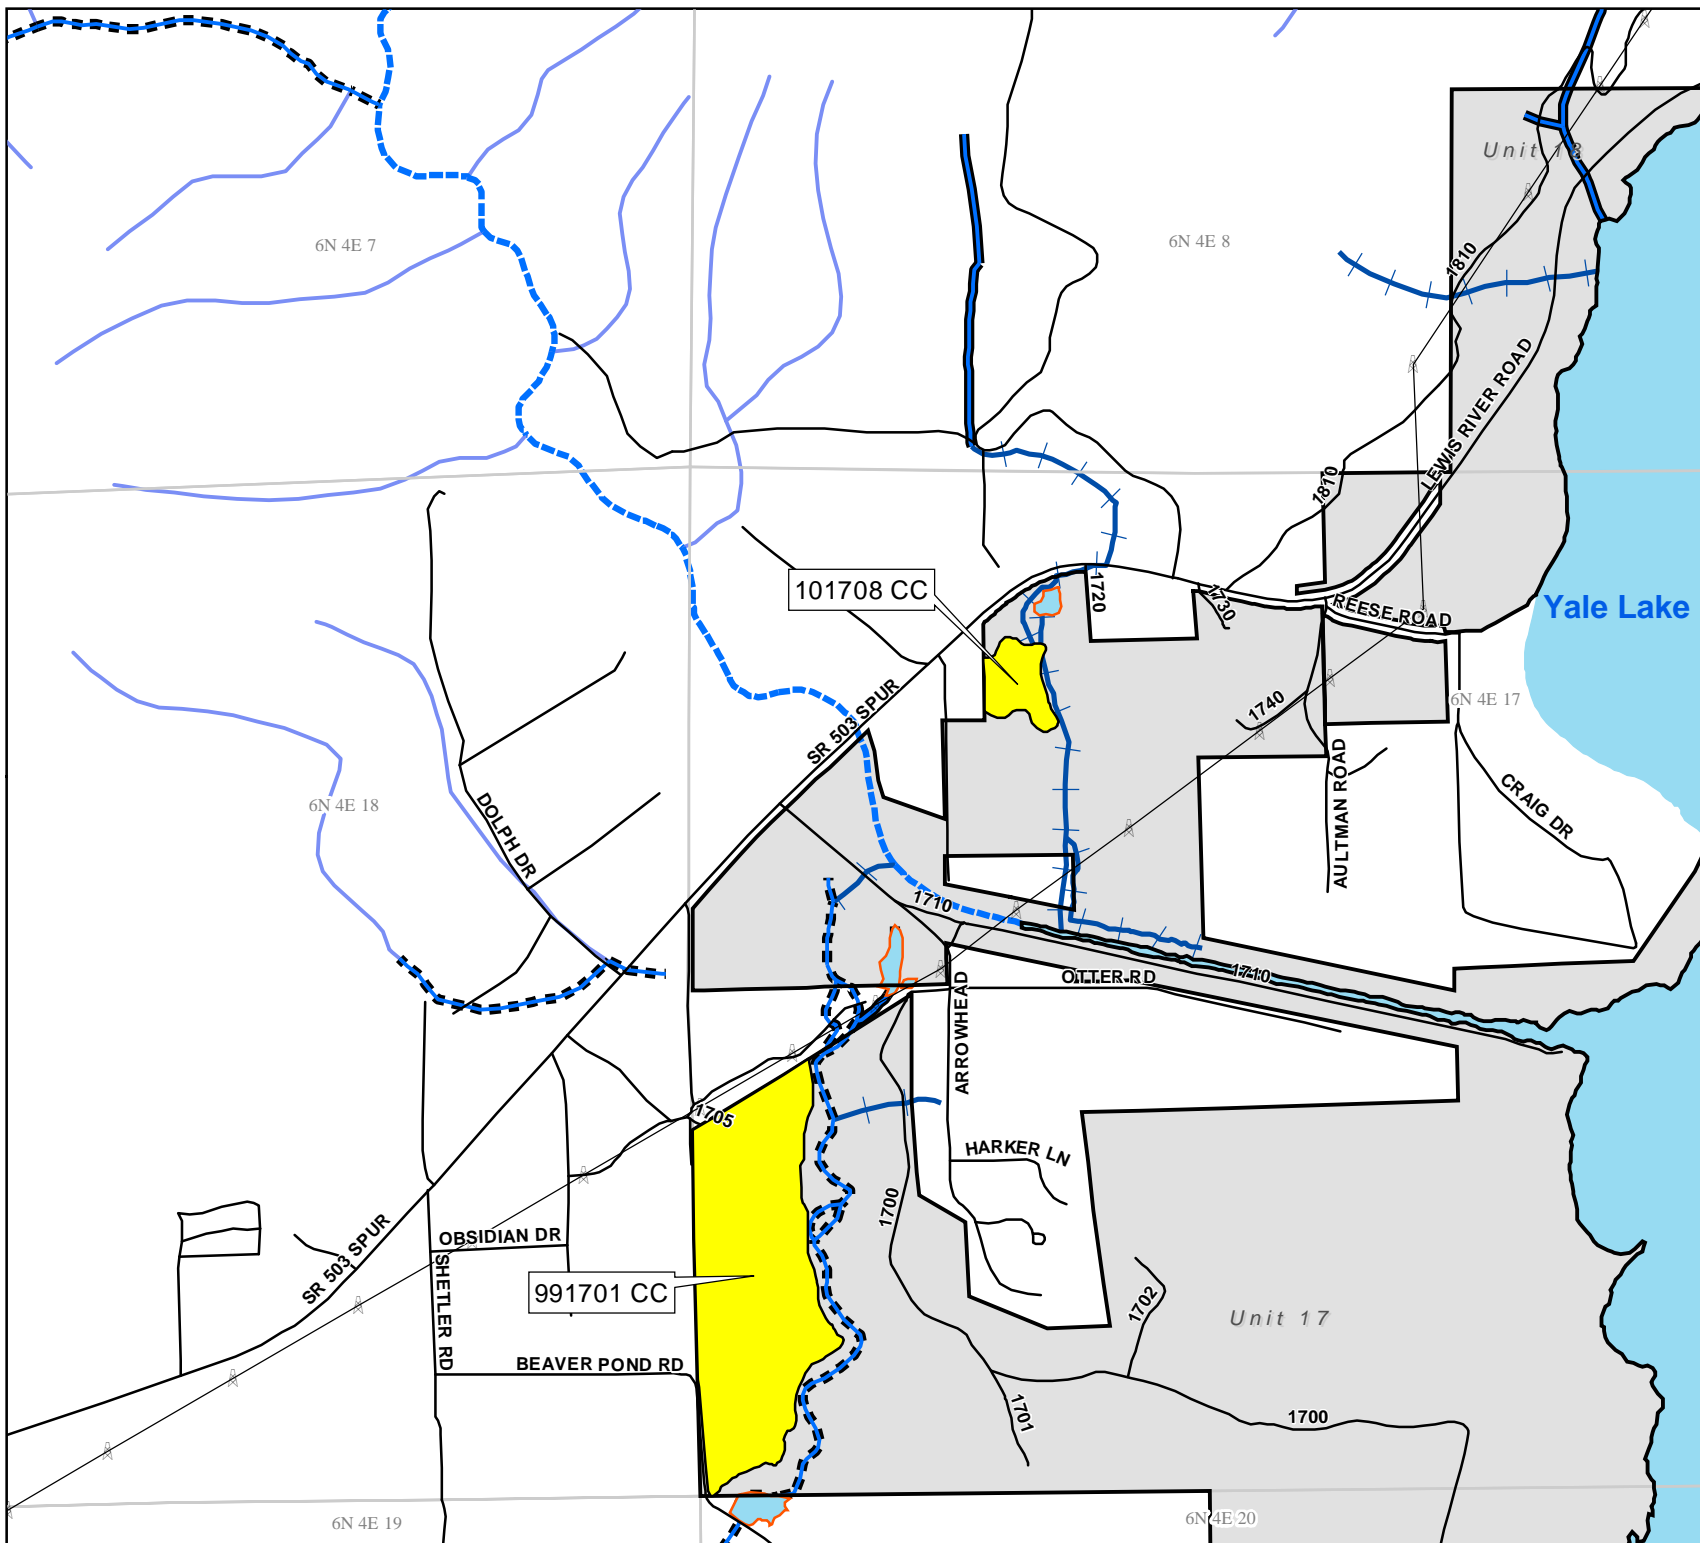 Unit 18
6N 4E 7
6N 4E 8
1810
LEWIS RIVER ROAD
1810
101708 CC
1720
1730
REESE ROAD
Yale Lake
SR 503 SPUR
1740
6N 4E 17
6N 4E 18
DOLPH DR
AULTMAN ROAD
CRAIG DR
1710
OTTER RD
1710
ARROWHEAD
1705
HARKER LN
1700
SR 503 SPUR
OBSIDIAN DR
SHETLER RD
991701 CC
1702
Unit 17
BEAVER POND RD
1701
1700
6N 4E 19
6N 4E 20